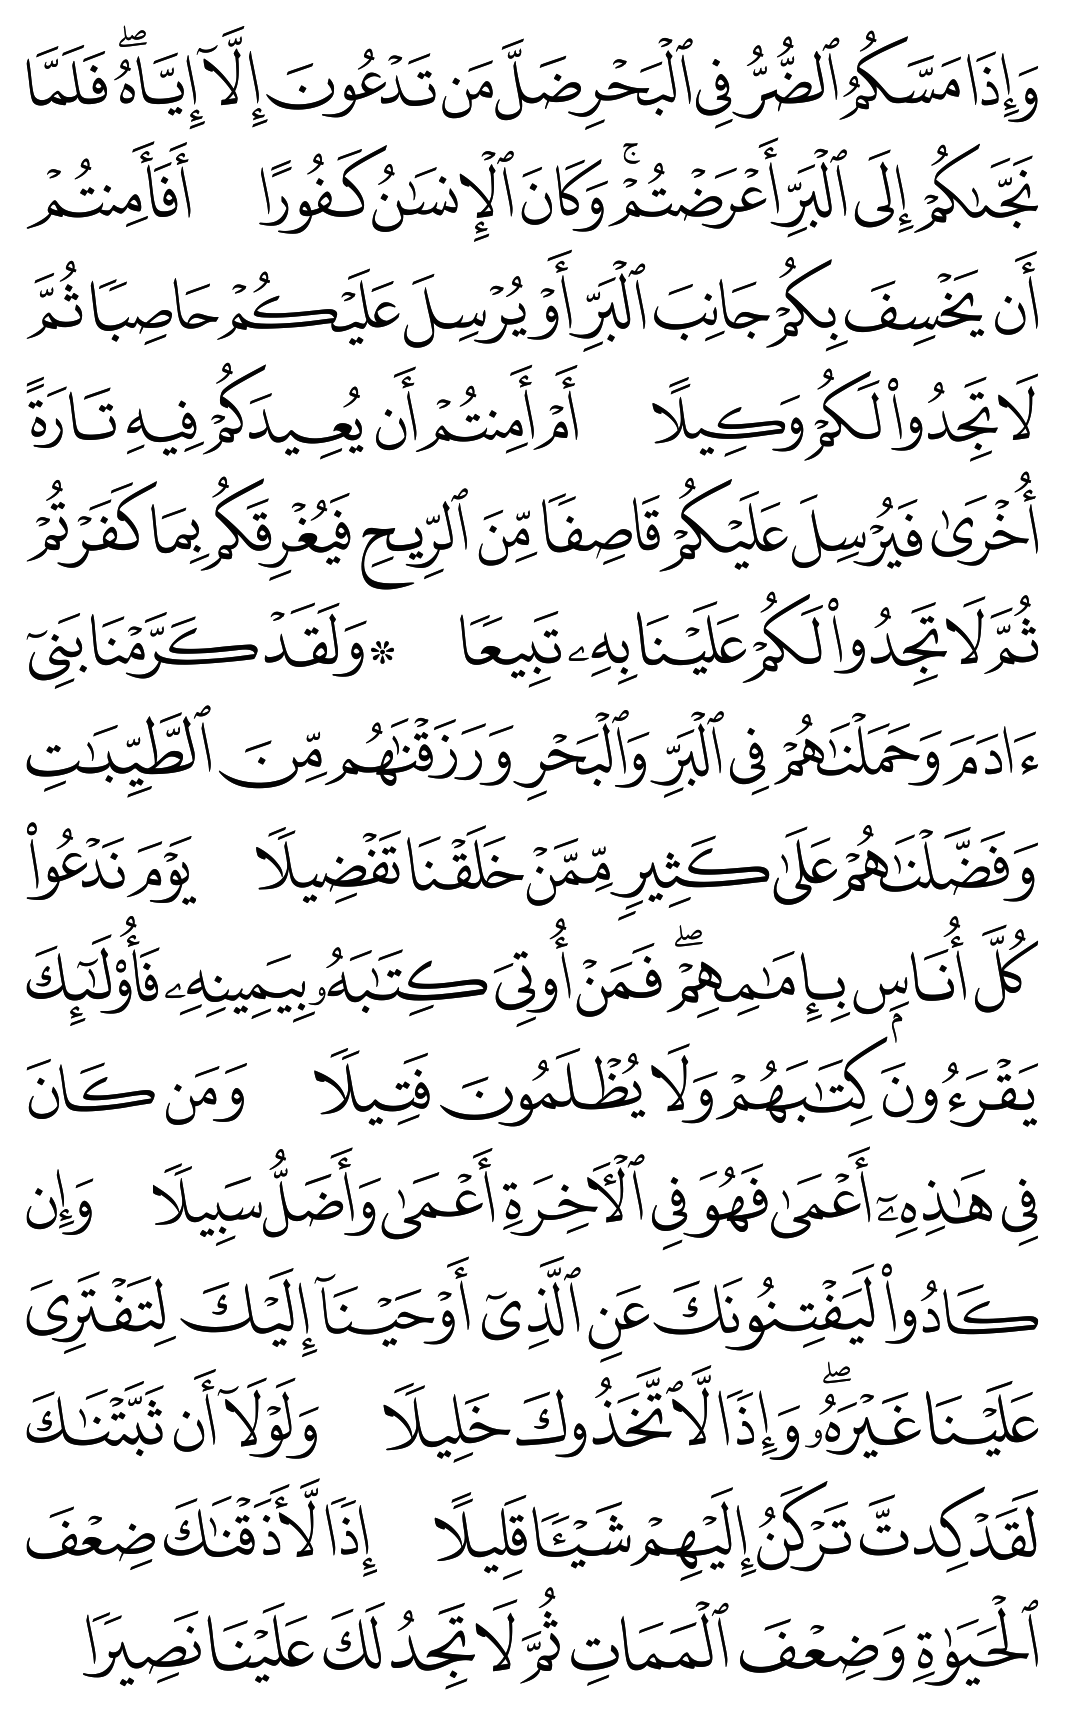 وَإِذَا مَسَّكُمُ ٱلضُّرُّ فِى ٱلْبَحْرِ ضَلَّ مَن تَدْعُونَ إِلَّآ إِيَّاهُ ۖ فَلَمَّا
نَجَّىٰكُمْ إِلَى ٱلْبَرِّ أَعْرَضْتُمْ ۚ وَكَانَ ٱلْإِنسَـٰنُ كَفُورًا أَفَأَمِنتُمْ
أَن يَخْسِفَ بِكُمْ جَانِبَ ٱلْبَرِّ أَوْ يُرْسِلَ عَلَيْكُمْ حَاصِبًا ثُمَّ
لَا تَجِدُوا۟ لَكُمْ وَكِيلًا أَمْ أَمِنتُمْ أَن يُعِيدَكُمْ فِيهِ تَارَةً
أُخْرَىٰ فَيُرْسِلَ عَلَيْكُمْ قَاصِفًا مِّنَ ٱلرِّيحِ فَيُغْرِقَكُم بِمَا كَفَرْتُمْ
ثُمَّ لَا تَجِدُوا۟ لَكُمْ عَلَيْنَا بِهِۦ تَبِيعًا * وَلَقَدْ كَرَّمْنَا بَنِىٓ
ءَادَمَ وَحَمَلْنَـٰهُمْ فِى ٱلْبَرِّ وَٱلْبَحْرِ وَرَزَقْنَـٰهُم مِّنَ ٱلطَّيِّبَـٰتِ
وَفَضَّلْنَـٰهُمْ عَلَىٰ كَثِيرٍ مِّمَّنْ خَلَقْنَا تَفْضِيلًا يَوْمَ نَدْعُوا۟
كُلَّ أُنَاسٍۭ بِإِمَـٰمِهِمْ ۖ فَمَنْ أُوتِىَ كِتَـٰبَهُۥ بِيَمِينِهِۦ فَأُو۟لَـٰٓئِكَ
يَقْرَءُونَ كِتَـٰبَهُمْ وَلَا يُظْلَمُونَ فَتِيلًا وَمَن كَانَ
فِى هَـٰذِهِۦٓ أَعْمَىٰ فَهُوَ فِى ٱلْـَٔاخِرَةِ أَعْمَىٰ وَأَضَلُّ سَبِيلًا وَإِن
كَادُوا۟ لَيَفْتِنُونَكَ عَنِ ٱلَّذِىٓ أَوْحَيْنَآ إِلَيْكَ لِتَفْتَرِىَ
عَلَيْنَا غَيْرَهُۥ ۖ وَإِذًا لَّٱتَّخَذُوكَ خَلِيلًا وَلَوْلَآ أَن ثَبَّتْنَـٰكَ
لَقَدْ كِدتَّ تَرْكَنُ إِلَيْهِمْ شَيْـًٔا قَلِيلًا إِذًا لَّأَذَقْنَـٰكَ ضِعْفَ
ٱلْحَيَوٰةِ وَضِعْفَ ٱلْمَمَاتِ ثُمَّ لَا تَجِدُ لَكَ عَلَيْنَا نَصِيرًا